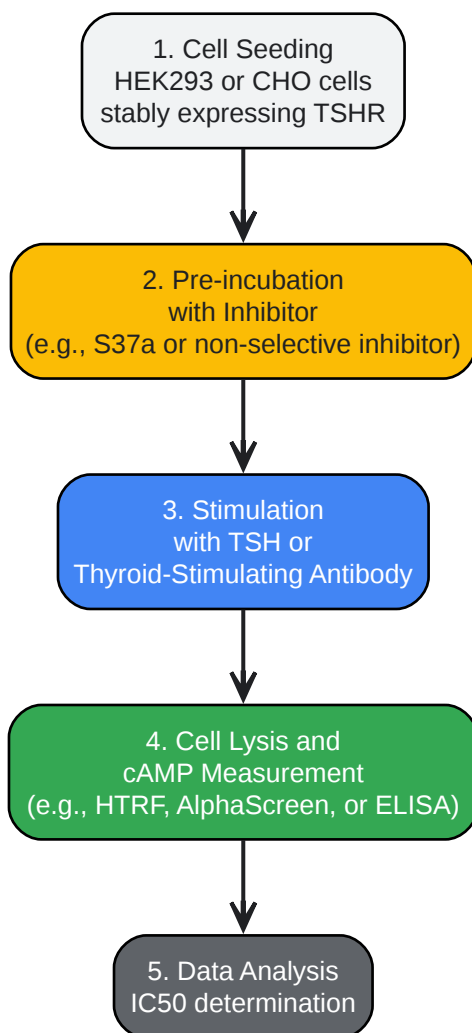 1. Cell Seeding
HEK293 or CHO cells
stably expressing TSHR
2. Pre-incubation
with Inhibitor
(e.g., S37a or non-selective inhibitor)
3. Stimulation
with TSH or
Thyroid-Stimulating Antibody
4. Cell Lysis and
cAMP Measurement
(e.g., HTRF, AlphaScreen, or ELISA)
5. Data Analysis
IC50 determination